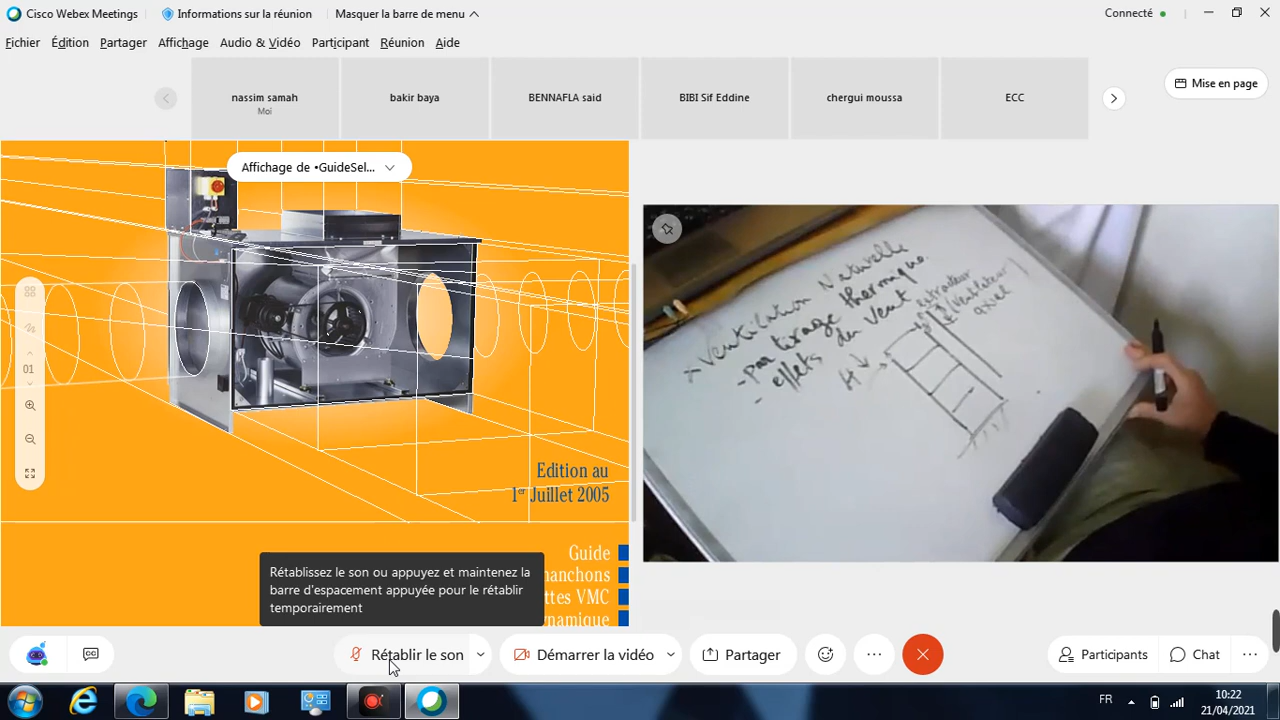 Cisco Webex Meetings
Informations sur la réunion
Masquer la barre de menu
Connecté
Fichier Édition Partager Affichage Audio & Vidéo Participant Réunion Aide
nassim samah
Moi
bakir baya
BENNAFLA said
BIBI Sif Eddine
chergui moussa
ECC
Mise en page
Affichage de •GuideSel...
01
Edition au
1er Juillet 2005
Guide
manchons
ttes VMC
namique
x Ventilation Naturelle
- par tirage thermique.
effets du vent
-
H
extracteur
(Ventilateur)
axial
Rétablissez le son ou appuyez et maintenez la
barre d'espacement appuyée pour le rétablir
temporairement
Rétablir le son
Démarrer la vidéo
Partager
Participants
Chat
FR
10:22
21/04/2021